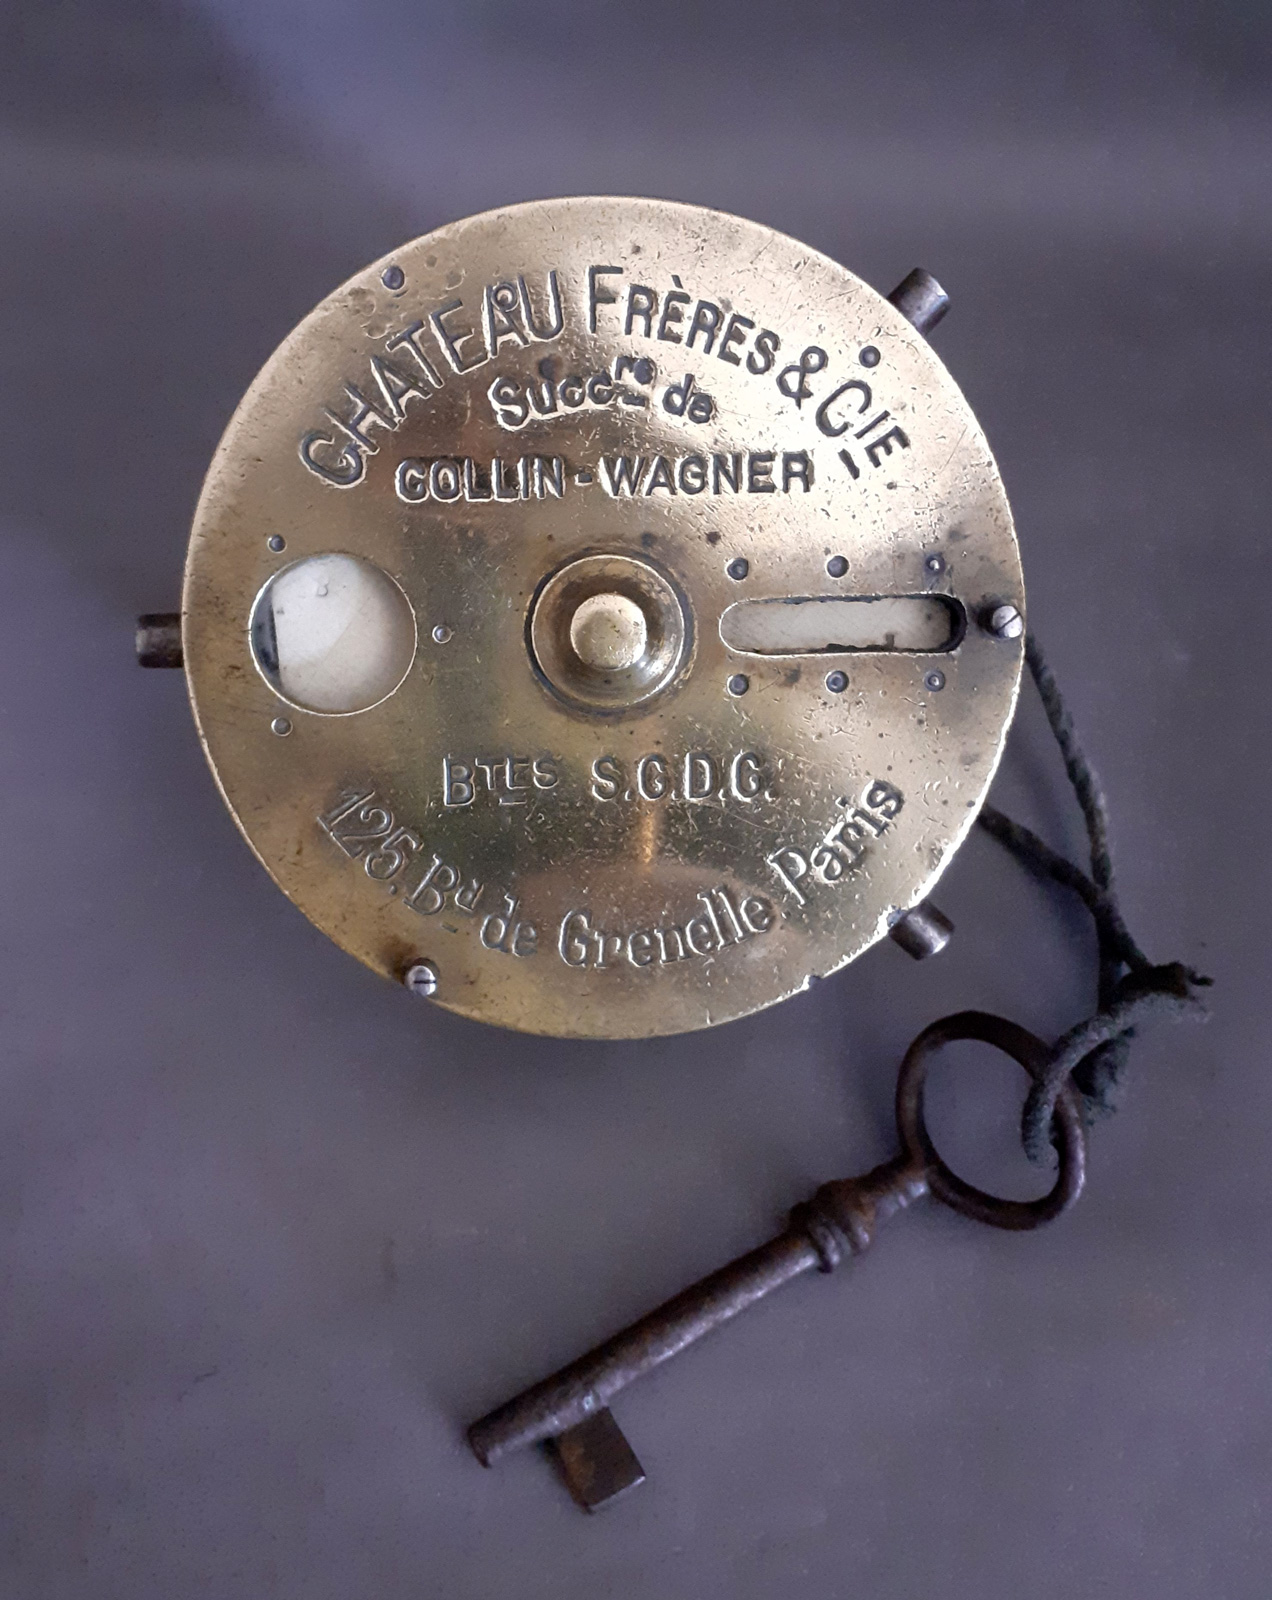 CHATEAU FRÈRES & CIE
Succrs de
COLLIN - WAGNER
BTES S.G.D.G.
125, Bd de Grenelle Paris